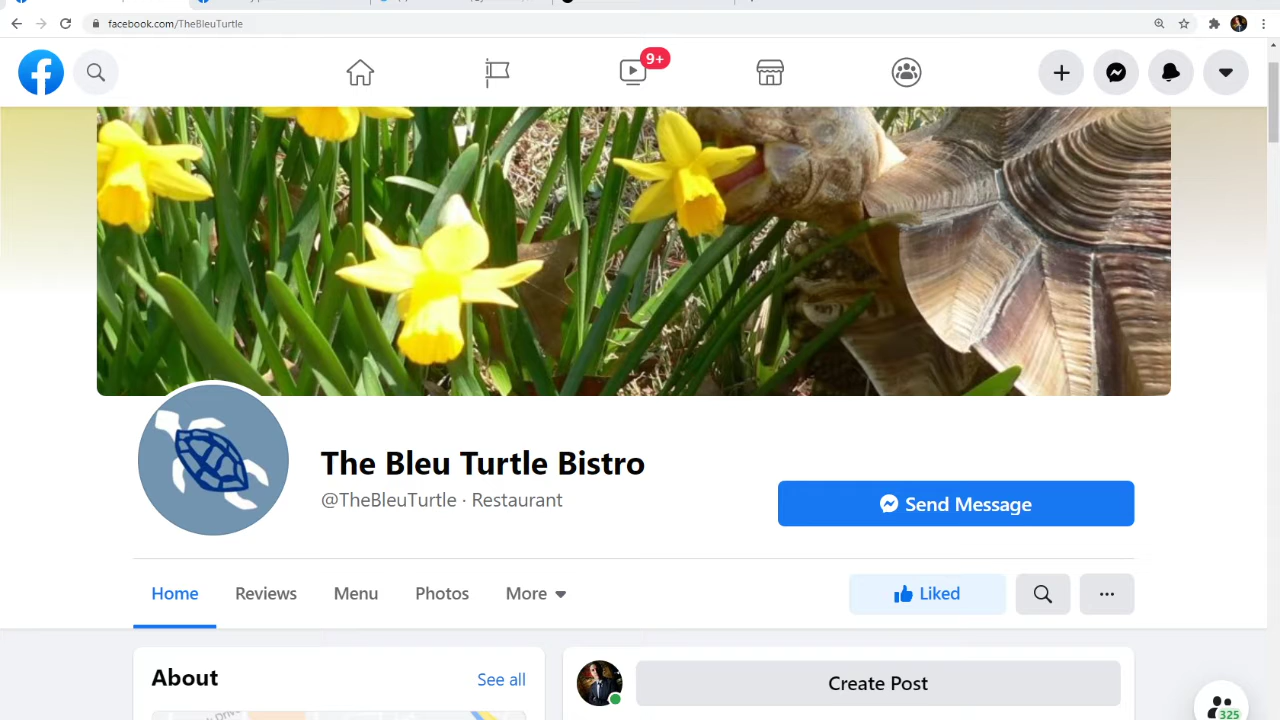 facebook.com/TheBleuTurtle
9+
The Bleu Turtle Bistro
@TheBleuTurtle · Restaurant
Send Message
Home Reviews Menu Photos More
Liked
About See all
Create Post
325